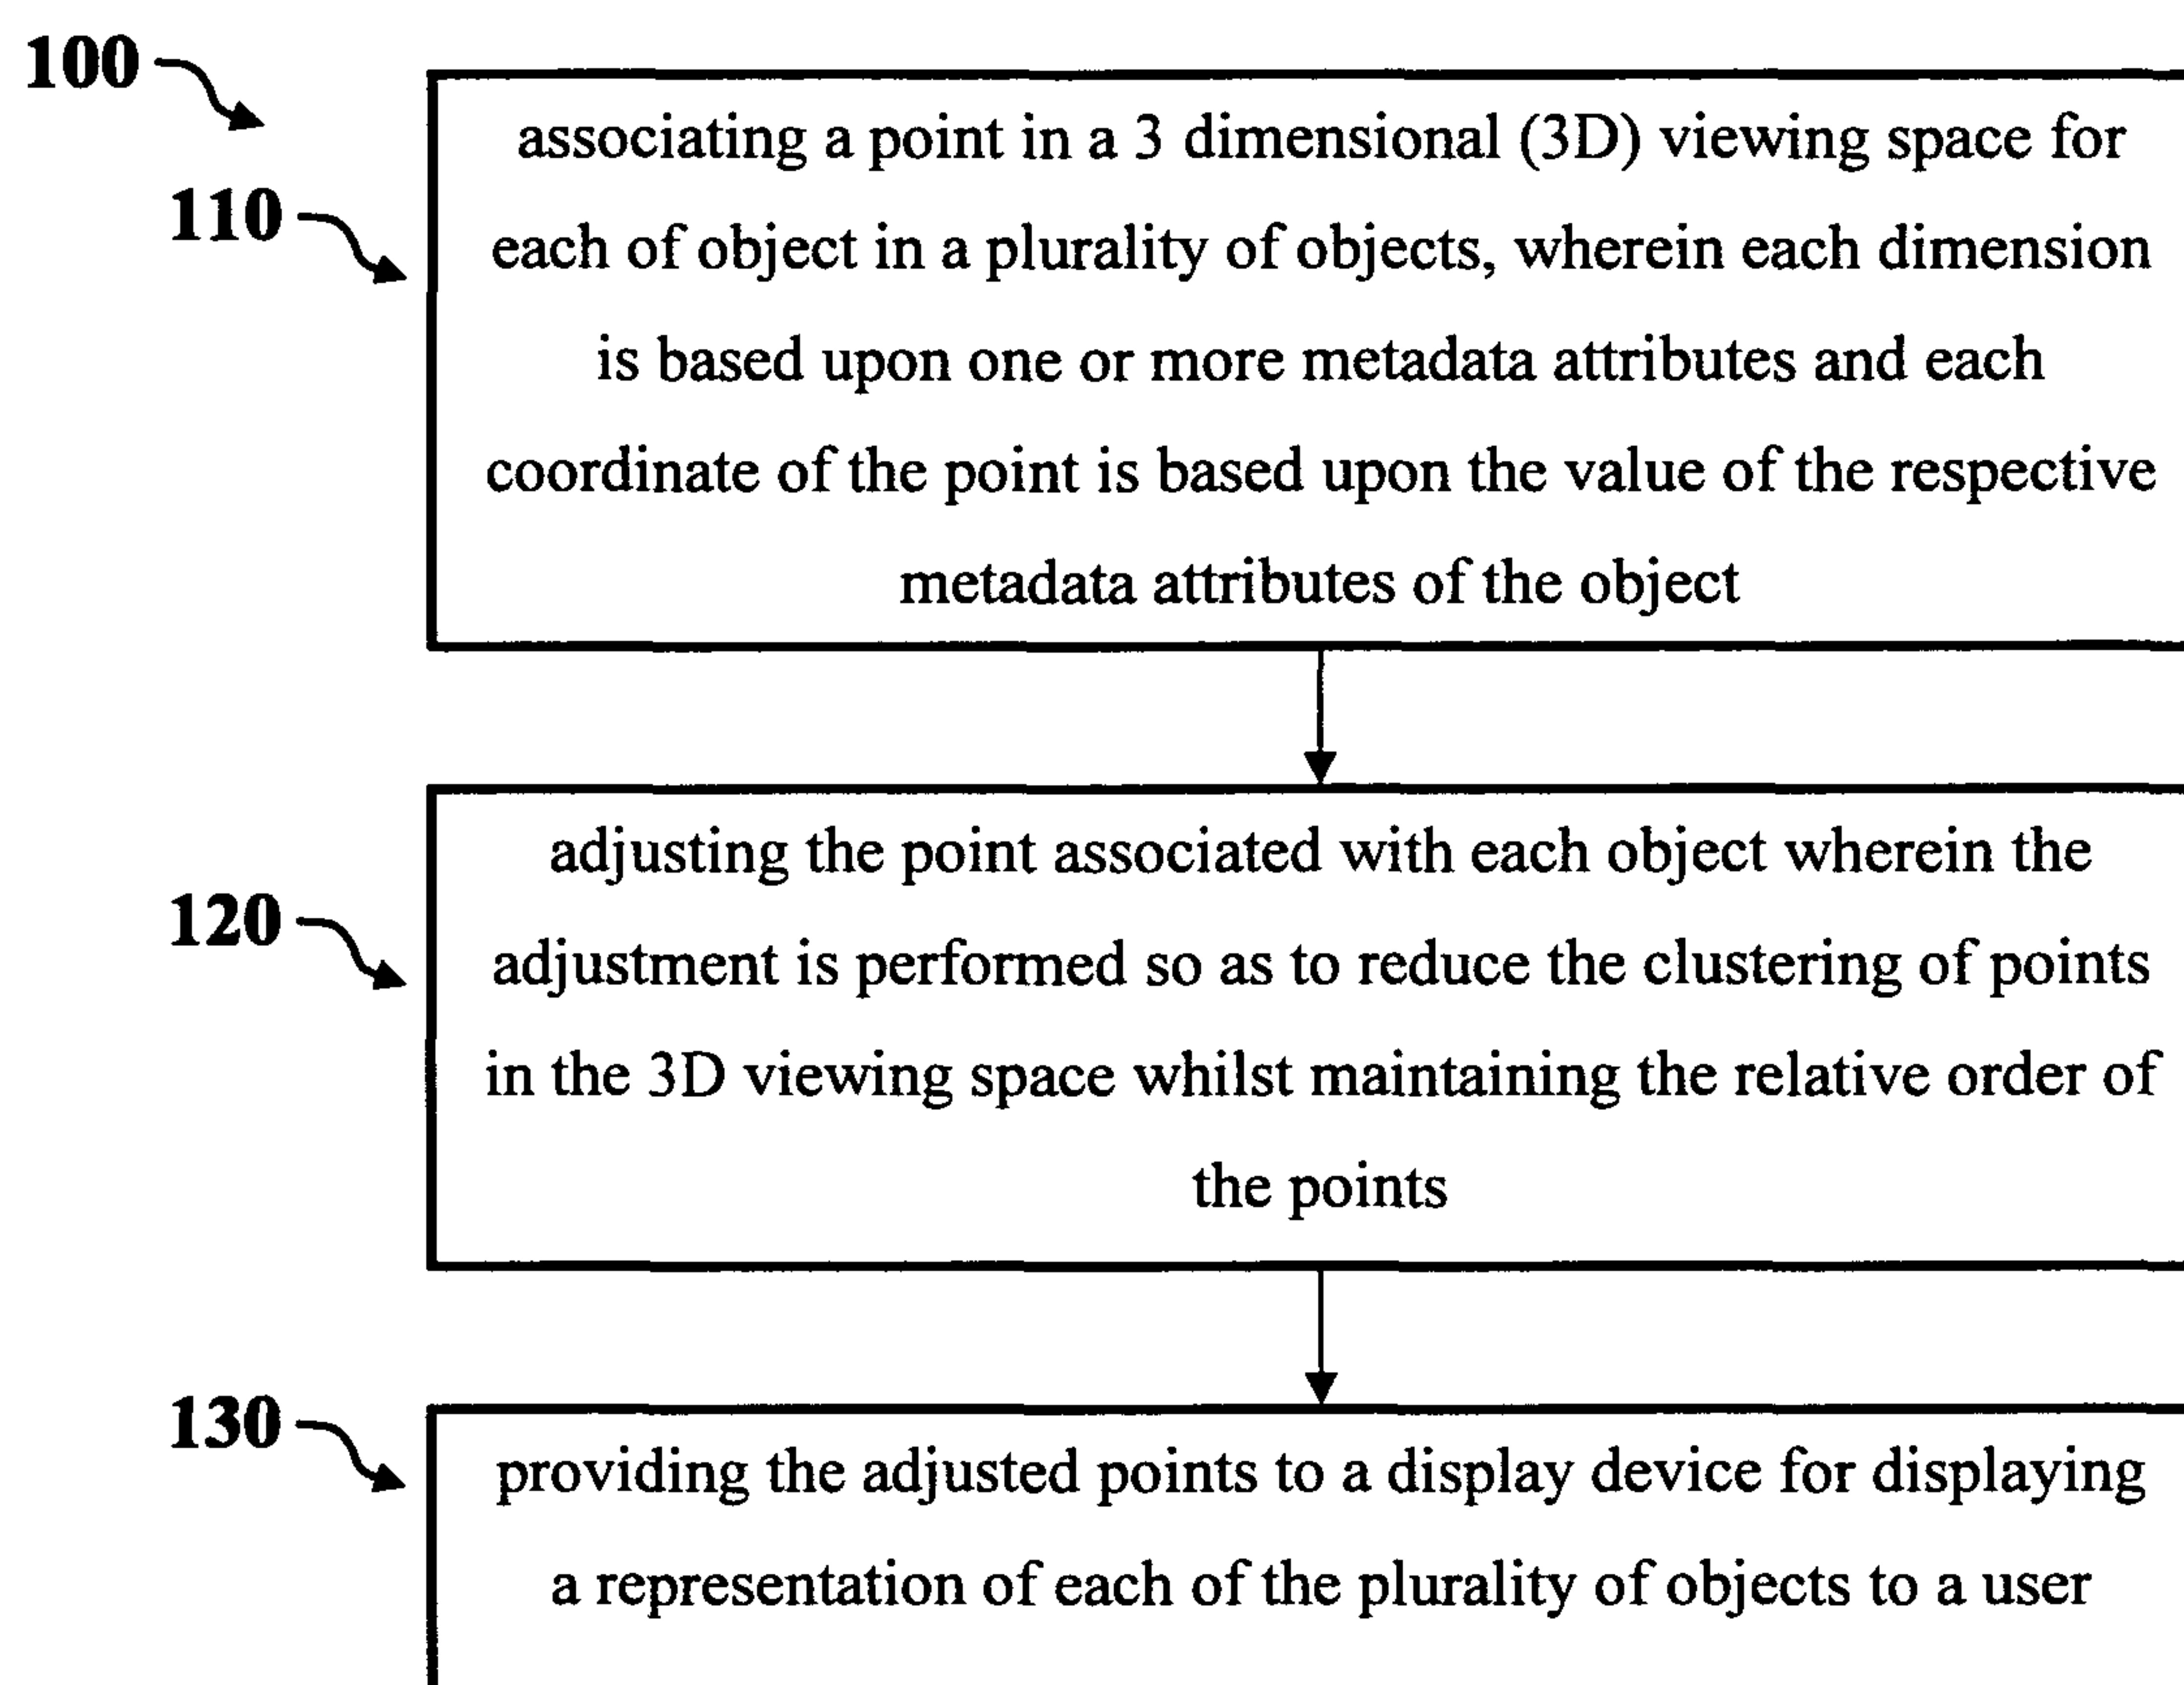 100
associating a point in a 3 dimensional (3D) viewing space for
110
each of object in a plurality of objects, wherein each dimension
is based upon one or more metadata attributes and each
coordinate of the point is based upon the value of the respective
metadata attributes of the object
adjusting the point associated with each object wherein the
120
adjustment is performed so as to reduce the clustering of points
in the 3D viewing space whilst maintaining the relative order of
the points
130
providing the adjusted points to a display device for displaying
a representation of each of the plurality of objects to a user